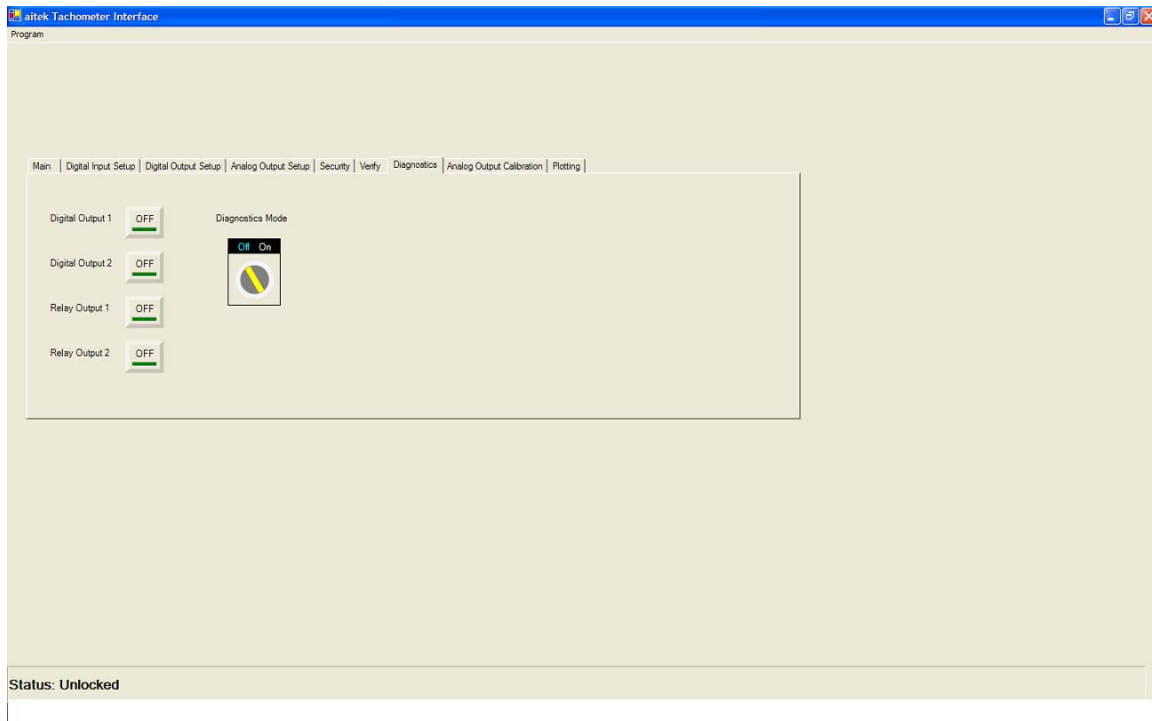 aitek Tachometer Interface
Program
Main Digital Input Setup Digital Output Setup Analog Output Setup Security Verify Diagnostics Analog Output Calibration Plotting
Digital Output 1 OFF
Diagnostics Mode
Off On
Digital Output 2 OFF
Relay Output 1 OFF
Relay Output 2 OFF
Status: Unlocked